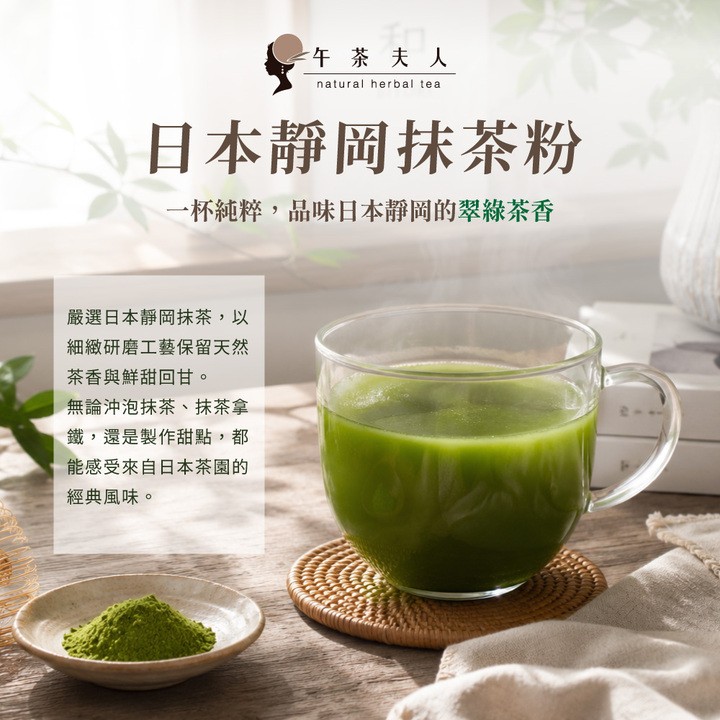 午茶夫人
natural herbal tea
日本靜岡抹茶粉
一杯純粹，品味日本靜岡的翠綠茶香
嚴選日本靜岡抹茶，以
細緻研磨工藝保留天然
茶香與鮮甜回甘。
無論沖泡抹茶、抹茶拿
鐵，還是製作甜點，都
能感受來自日本茶園的
經典風味。